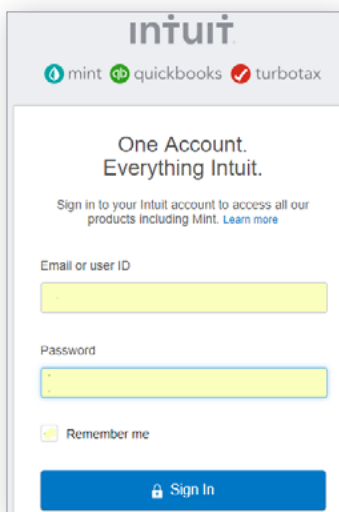 intuit
mint qb quickbooks turbotax
One Account.
Everything Intuit.
Sign in to your Intuit account to access all our
products including Mint. Learn more
Email or user ID
Password
Remember me
Sign In